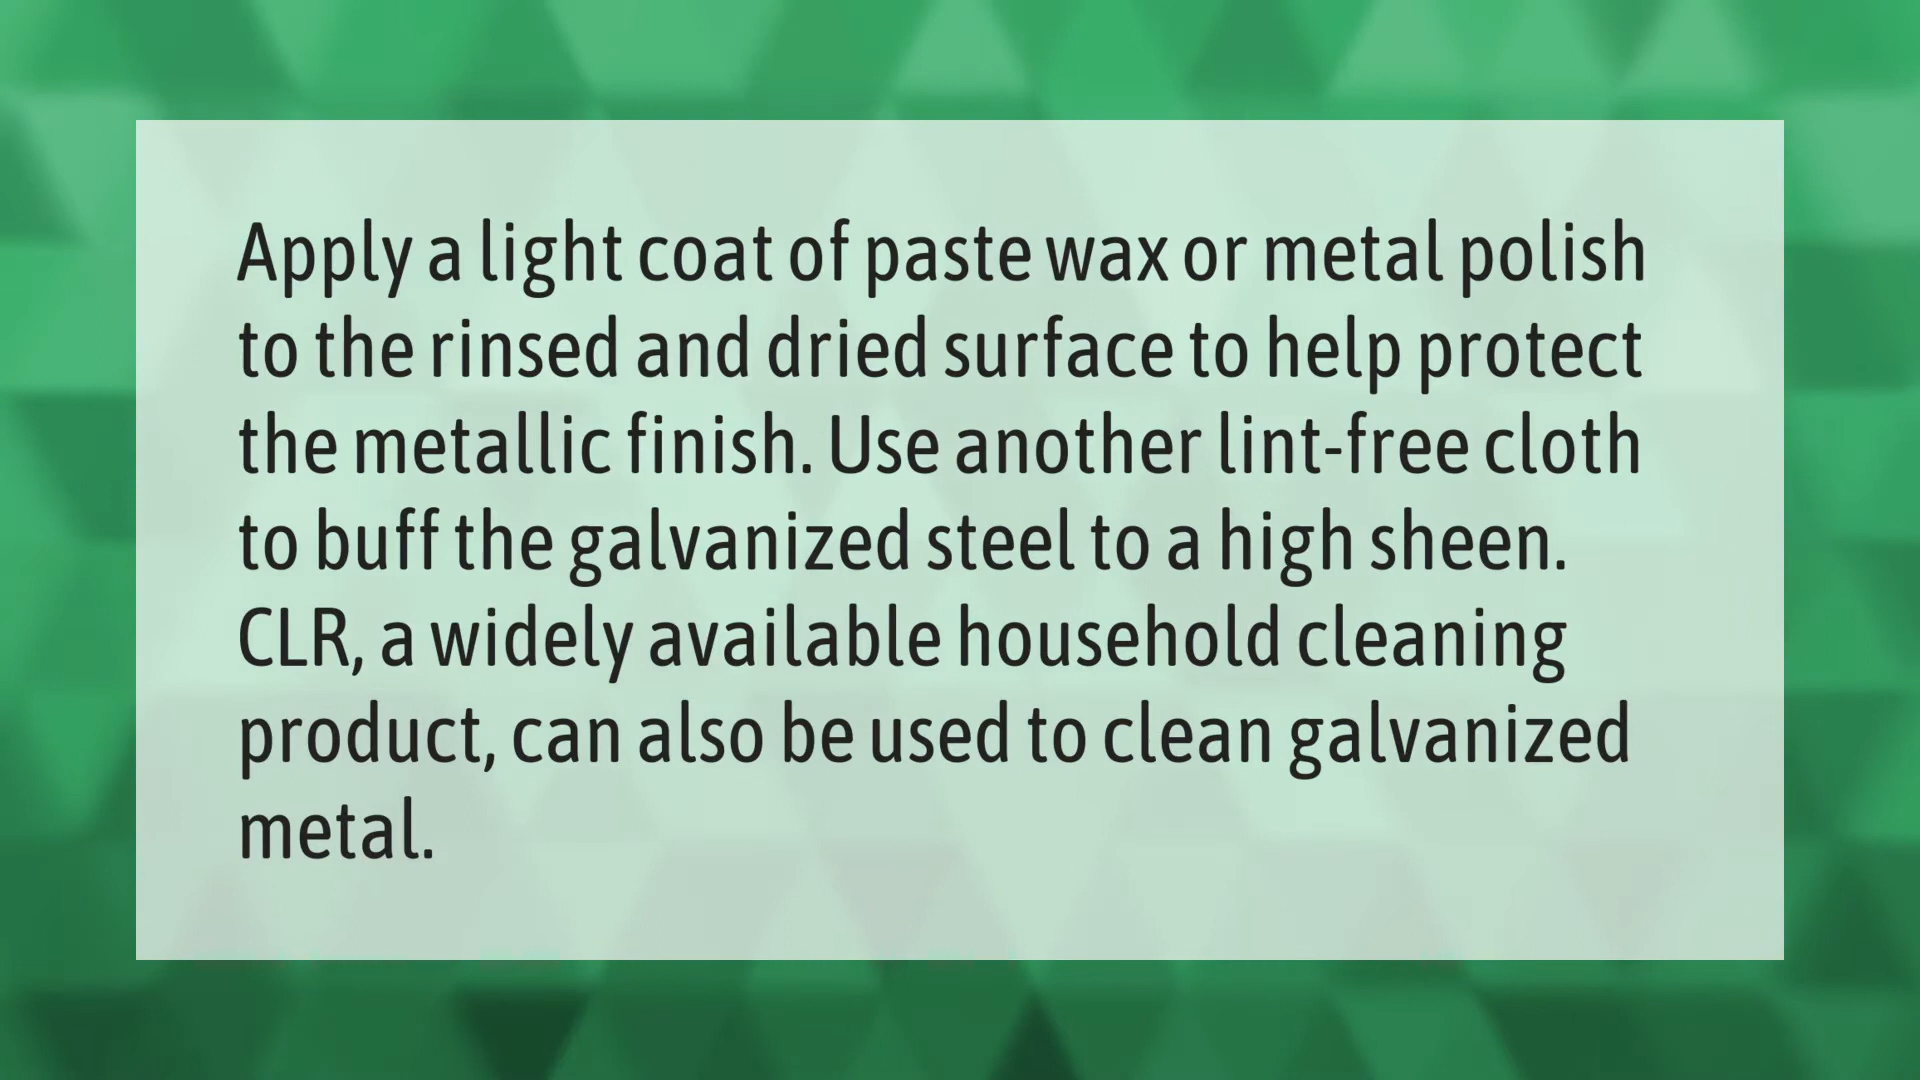 Apply a light coat of paste wax or metal polish
to the rinsed and dried surface to help protect
the metallic finish. Use another lint-free cloth
to buff the galvanized steel to a high sheen.
CLR, a widely available household cleaning
product, can also be used to clean galvanized
metal.